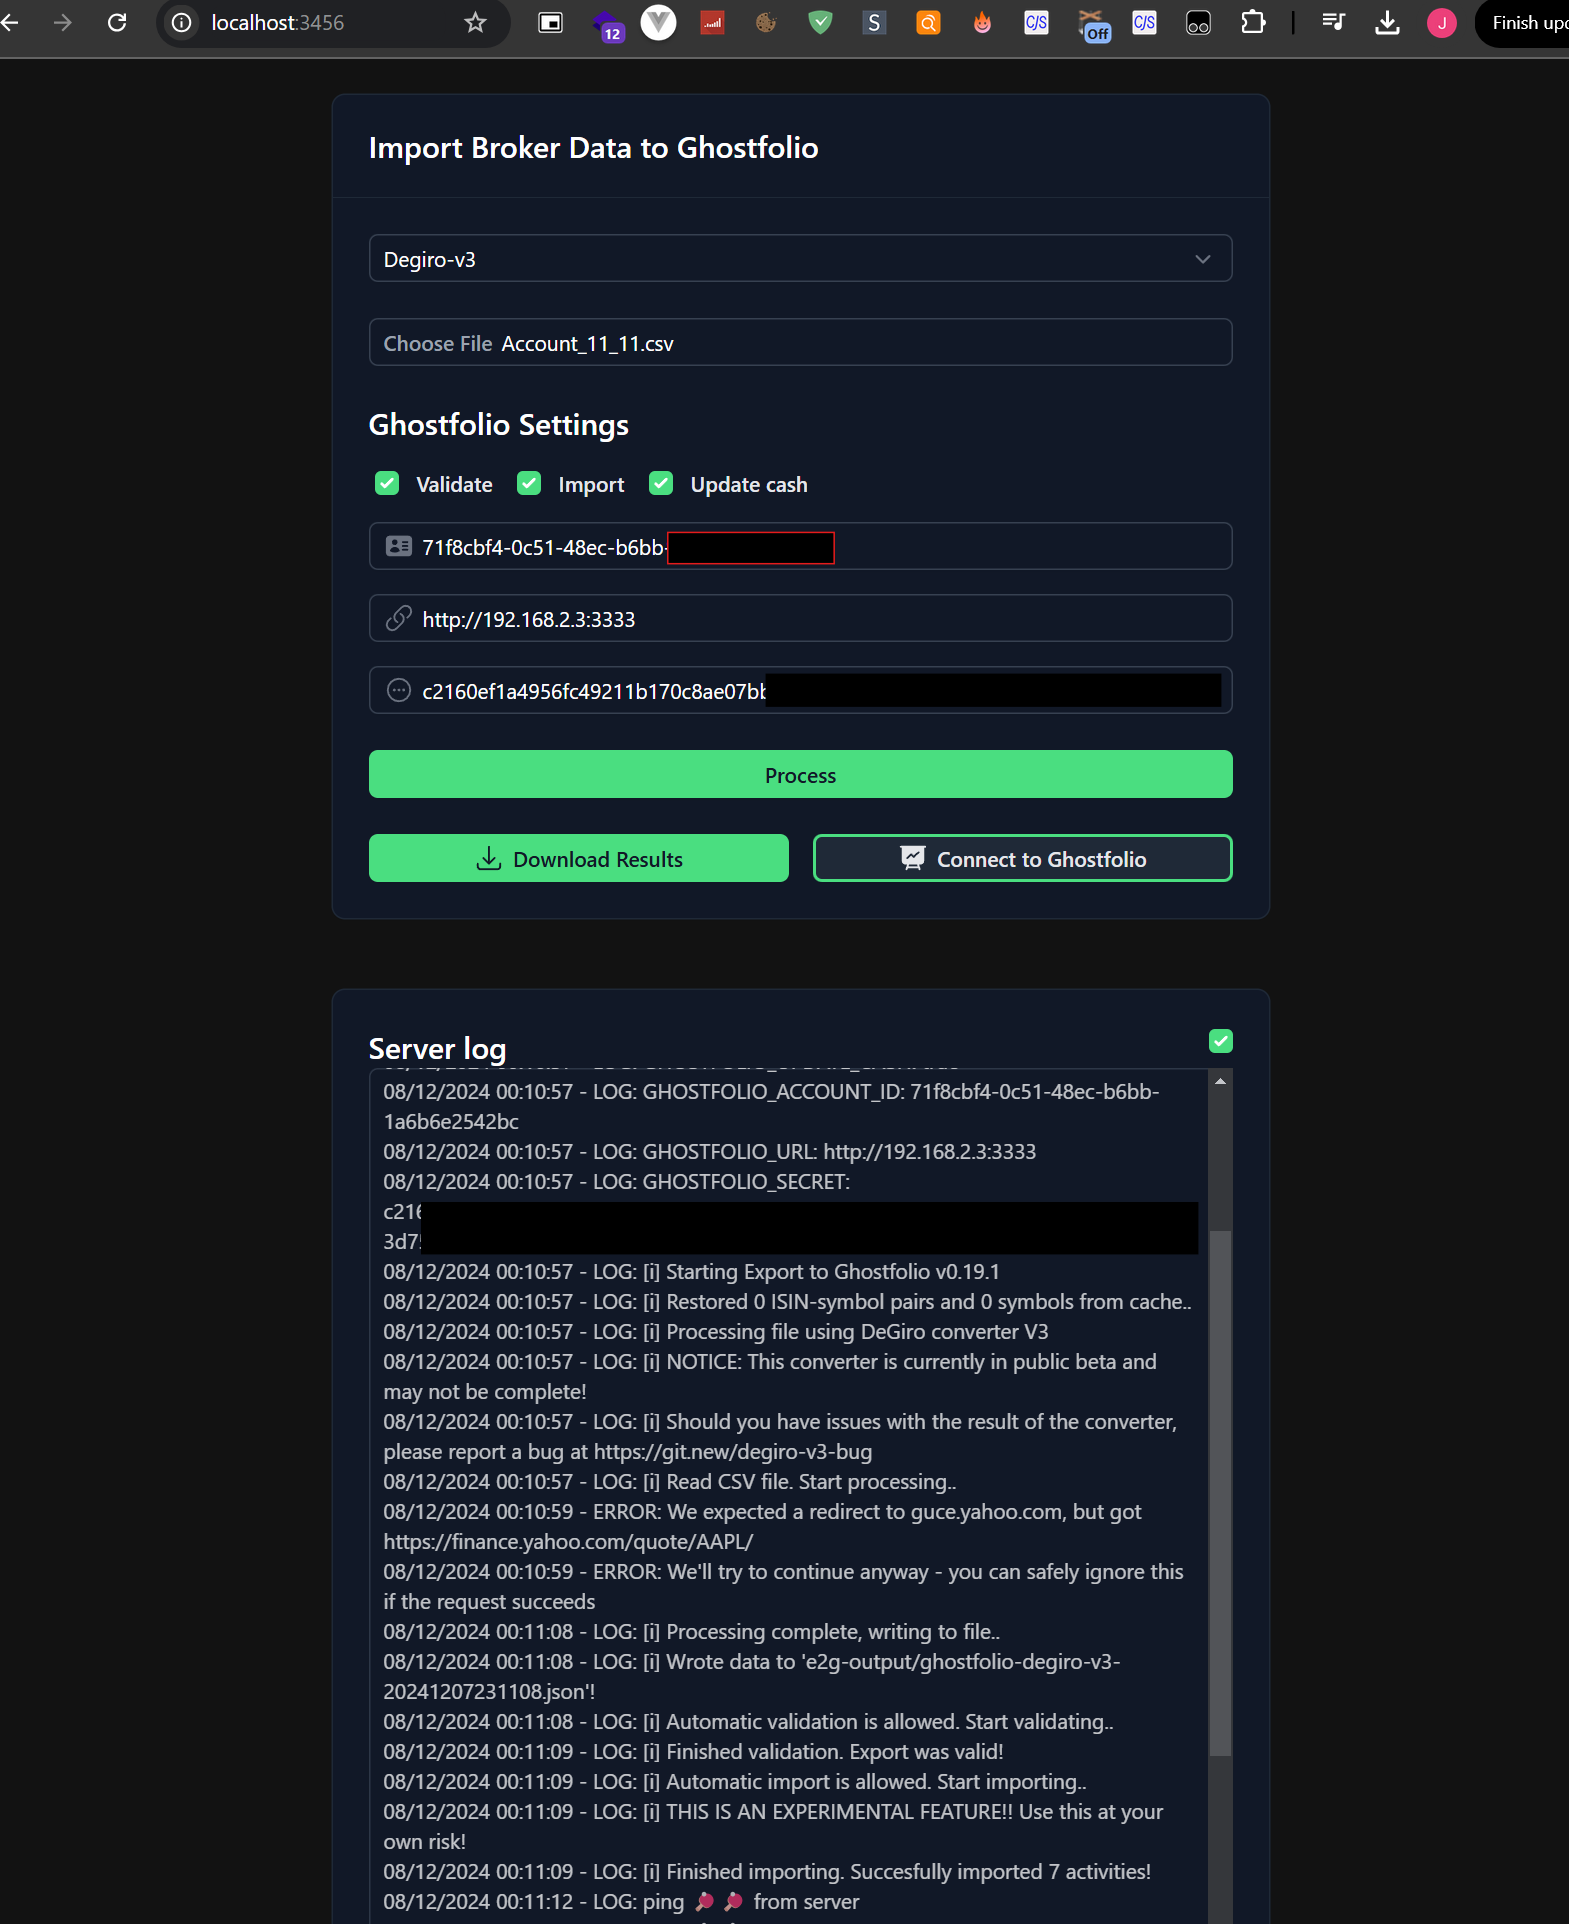 localhost:3456
12
S
C/S
Off
C/S
J
Finish upd
Import Broker Data to Ghostfolio
Degiro-v3
Choose File Account_11_11.csv
Ghostfolio Settings
Validate Import Update cash
71f8cbf4-0c51-48ec-b6bb-
http://192.168.2.3:3333
c2160ef1a4956fc49211b170c8ae07bb
Process
Download Results
Connect to Ghostfolio
Server log
08/12/2024 00:10:57 - LOG: GHOSTFOLIO_ACCOUNT_ID: 71f8cbf4-0c51-48ec-b6bb-
1a6b6e2542bc
08/12/2024 00:10:57 - LOG: GHOSTFOLIO_URL: http://192.168.2.3:3333
08/12/2024 00:10:57 - LOG: GHOSTFOLIO_SECRET:
c216
3d75
08/12/2024 00:10:57 - LOG: [i] Starting Export to Ghostfolio v0.19.1
08/12/2024 00:10:57 - LOG: [i] Restored 0 ISIN-symbol pairs and 0 symbols from cache..
08/12/2024 00:10:57 - LOG: [i] Processing file using DeGiro converter V3
08/12/2024 00:10:57 - LOG: [i] NOTICE: This converter is currently in public beta and
may not be complete!
08/12/2024 00:10:57 - LOG: [i] Should you have issues with the result of the converter,
please report a bug at https://git.new/degiro-v3-bug
08/12/2024 00:10:57 - LOG: [i] Read CSV file. Start processing..
08/12/2024 00:10:59 - ERROR: We expected a redirect to guce.yahoo.com, but got
https://finance.yahoo.com/quote/AAPL/
08/12/2024 00:10:59 - ERROR: We'll try to continue anyway - you can safely ignore this
if the request succeeds
08/12/2024 00:11:08 - LOG: [i] Processing complete, writing to file..
08/12/2024 00:11:08 - LOG: [i] Wrote data to 'e2g-output/ghostfolio-degiro-v3-
20241207231108.json'!
08/12/2024 00:11:08 - LOG: [i] Automatic validation is allowed. Start validating..
08/12/2024 00:11:09 - LOG: [i] Finished validation. Export was valid!
08/12/2024 00:11:09 - LOG: [i] Automatic import is allowed. Start importing..
08/12/2024 00:11:09 - LOG: [i] THIS IS AN EXPERIMENTAL FEATURE!! Use this at your
own risk!
08/12/2024 00:11:09 - LOG: [i] Finished importing. Succesfully imported 7 activities!
08/12/2024 00:11:12 - LOG: ping 🏓 🏓 from server